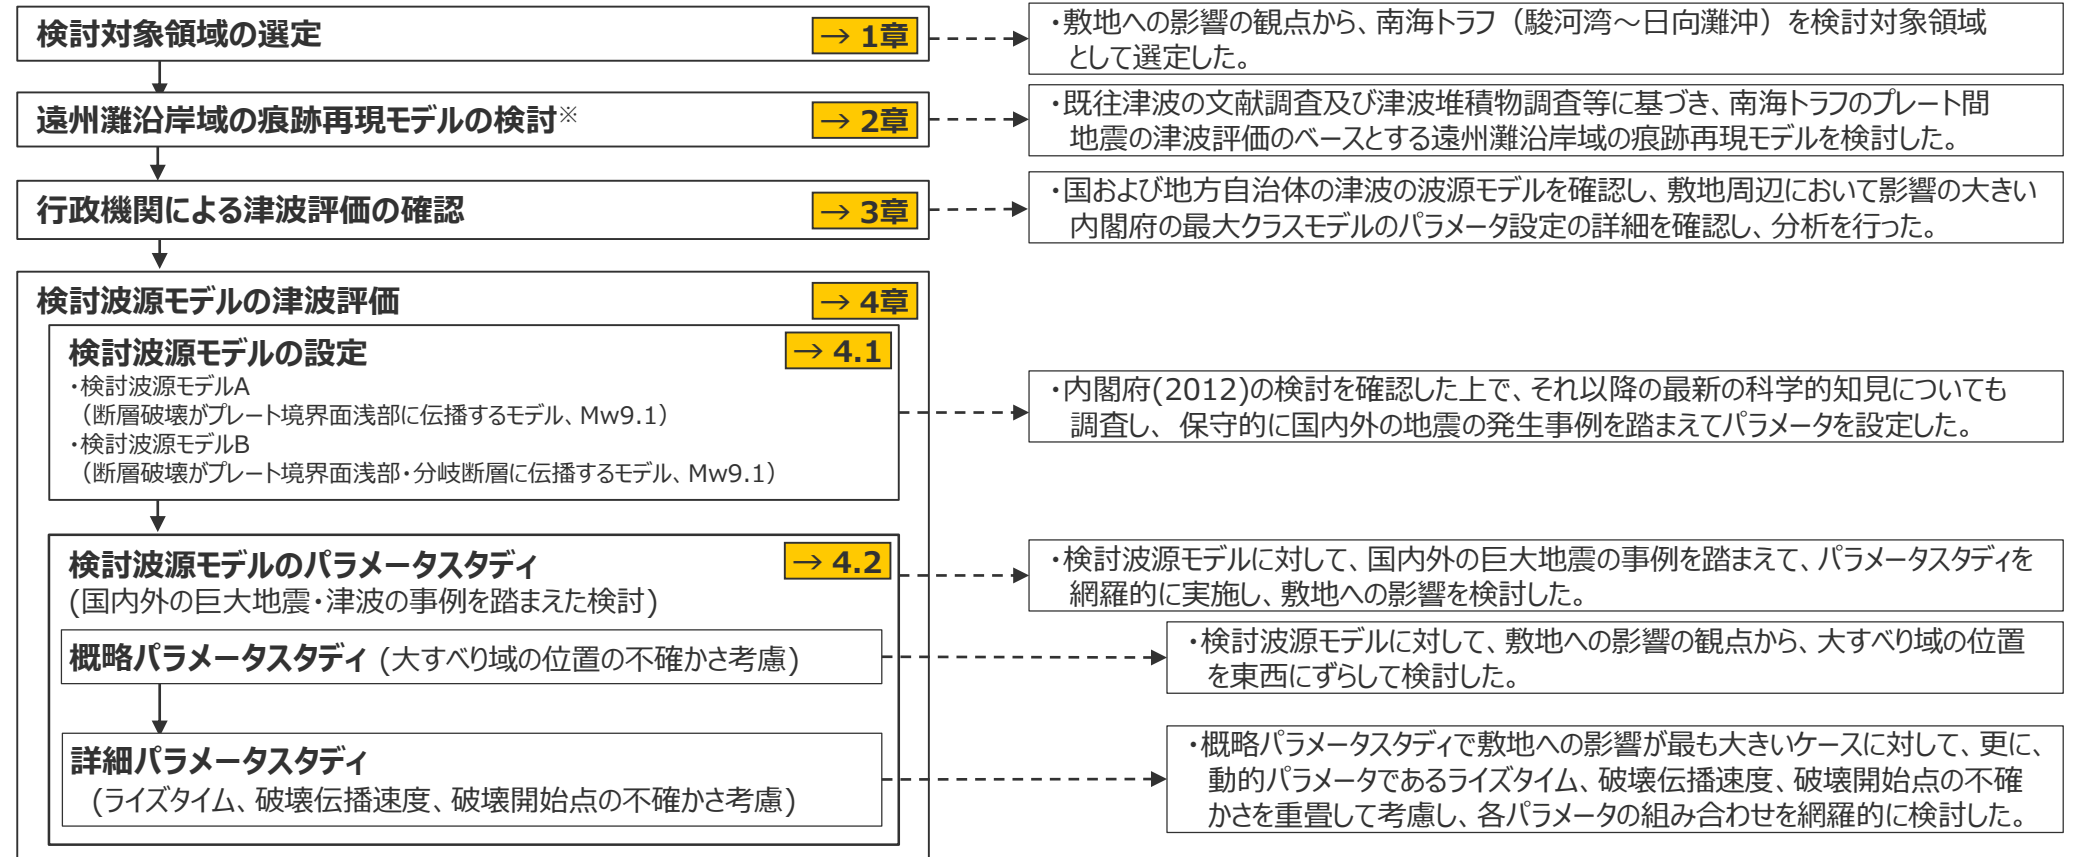 検討対象領域の選定
→ 1章
・敷地への影響の観点から、南海トラフ（駿河湾～日向灘沖）を検討対象領域
として選定した。
遠州灘沿岸域の痕跡再現モデルの検討※
→ 2章
・既往津波の文献調査及び津波堆積物調査等に基づき、南海トラフのプレート間
地震の津波評価のベースとする遠州灘沿岸域の痕跡再現モデルを検討した。
行政機関による津波評価の確認
→ 3章
・国および地方自治体の津波の波源モデルを確認し、敷地周辺において影響の大きい
内閣府の最大クラスモデルのパラメータ設定の詳細を確認し、分析を行った。
検討波源モデルの津波評価
→ 4章
検討波源モデルの設定
→ 4.1
・検討波源モデルA
（断層破壊がプレート境界面浅部に伝播するモデル、Mw9.1）
・検討波源モデルB
（断層破壊がプレート境界面浅部・分岐断層に伝播するモデル、Mw9.1）
・内閣府(2012)の検討を確認した上で、それ以降の最新の科学的知見についても
調査し、保守的に国内外の地震の発生事例を踏まえてパラメータを設定した。
検討波源モデルのパラメータスタディ
→ 4.2
(国内外の巨大地震・津波の事例を踏まえた検討)
・検討波源モデルに対して、国内外の巨大地震の事例を踏まえて、パラメータスタディを
網羅的に実施し、敷地への影響を検討した。
概略パラメータスタディ (大すべり域の位置の不確かさ考慮)
・検討波源モデルに対して、敷地への影響の観点から、大すべり域の位置
を東西にずらして検討した。
詳細パラメータスタディ
(ライズタイム、破壊伝播速度、破壊開始点の不確かさ考慮)
・概略パラメータスタディで敷地への影響が最も大きいケースに対して、更に、
動的パラメータであるライズタイム、破壊伝播速度、破壊開始点の不確
かさを重畳して考慮し、各パラメータの組み合わせを網羅的に検討した。